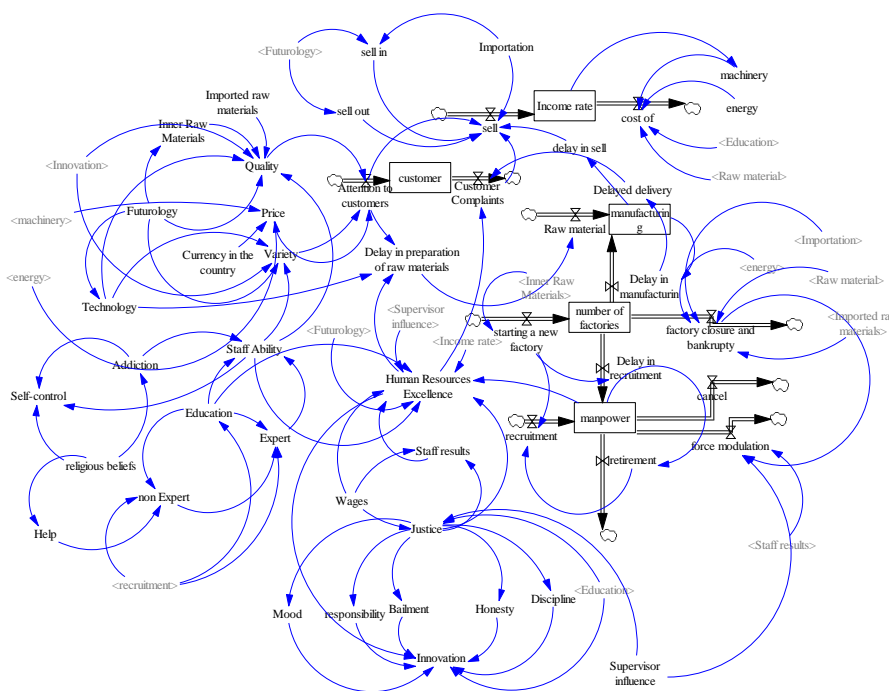 <Futurology>
sell in
Importation
machinery
Imported raw
materials
Income rate
cost of
energy
sell out
Inner Raw
Materials
sell
<Education>
delay in sell
<Innovation>
Quality
<Raw material>
customer
Attention to
customers
Customer
Complaints
Delayed delivery
<machinery>
Futurology
Price
Raw material
manufacturin
g
<Importation>
Currency in the
country
Variety
Delay in preparation
of raw materials
<energy>
<energy>
<Inner Raw
Materials>
Delay in
manufacturin
<Raw material>
Technology
<Supervisor
influence>
number of
factories
<Imported raw
materials>
<Futurology>
<Income rate>
starting a new
factory
factory closure and
bankrupty
Staff Ability
Addiction
Delay in
recruitment
Self-control
Human Resources
Excellence
cancel
Education
manpower
Expert
recruitment
force modulation
Staff results
retirement
religious beliefs
non Expert
Wages
Help
Justice
<Staff results>
<recruitment>
Mood
responsibility
Bailment
Honesty
Discipline
<Education>
Innovation
Supervisor
influence